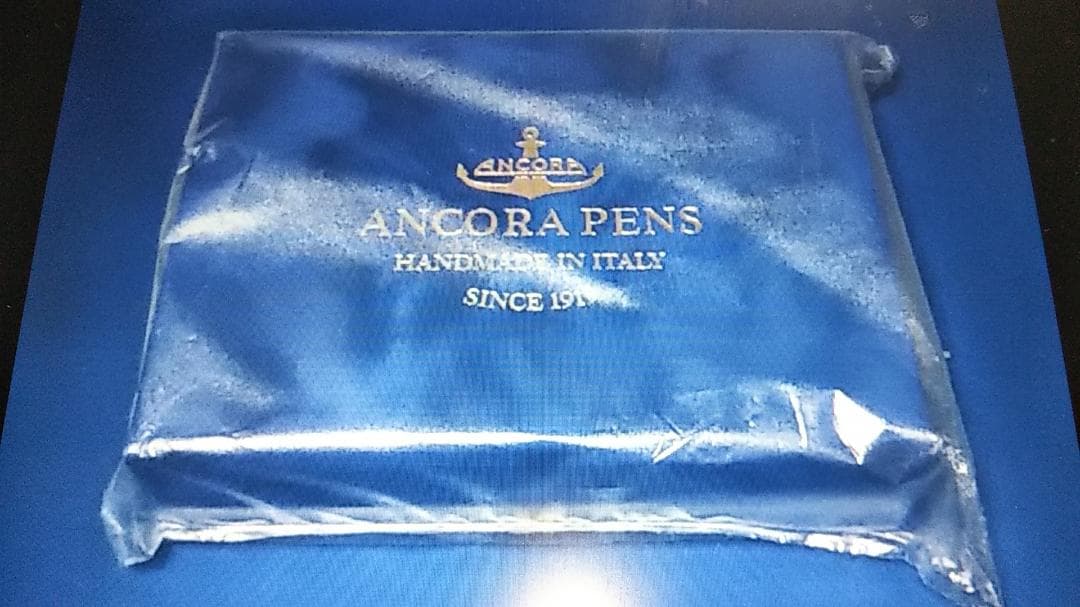 ANCORA
ANCORA PENS
HANDMADE IN ITALY
SINCE